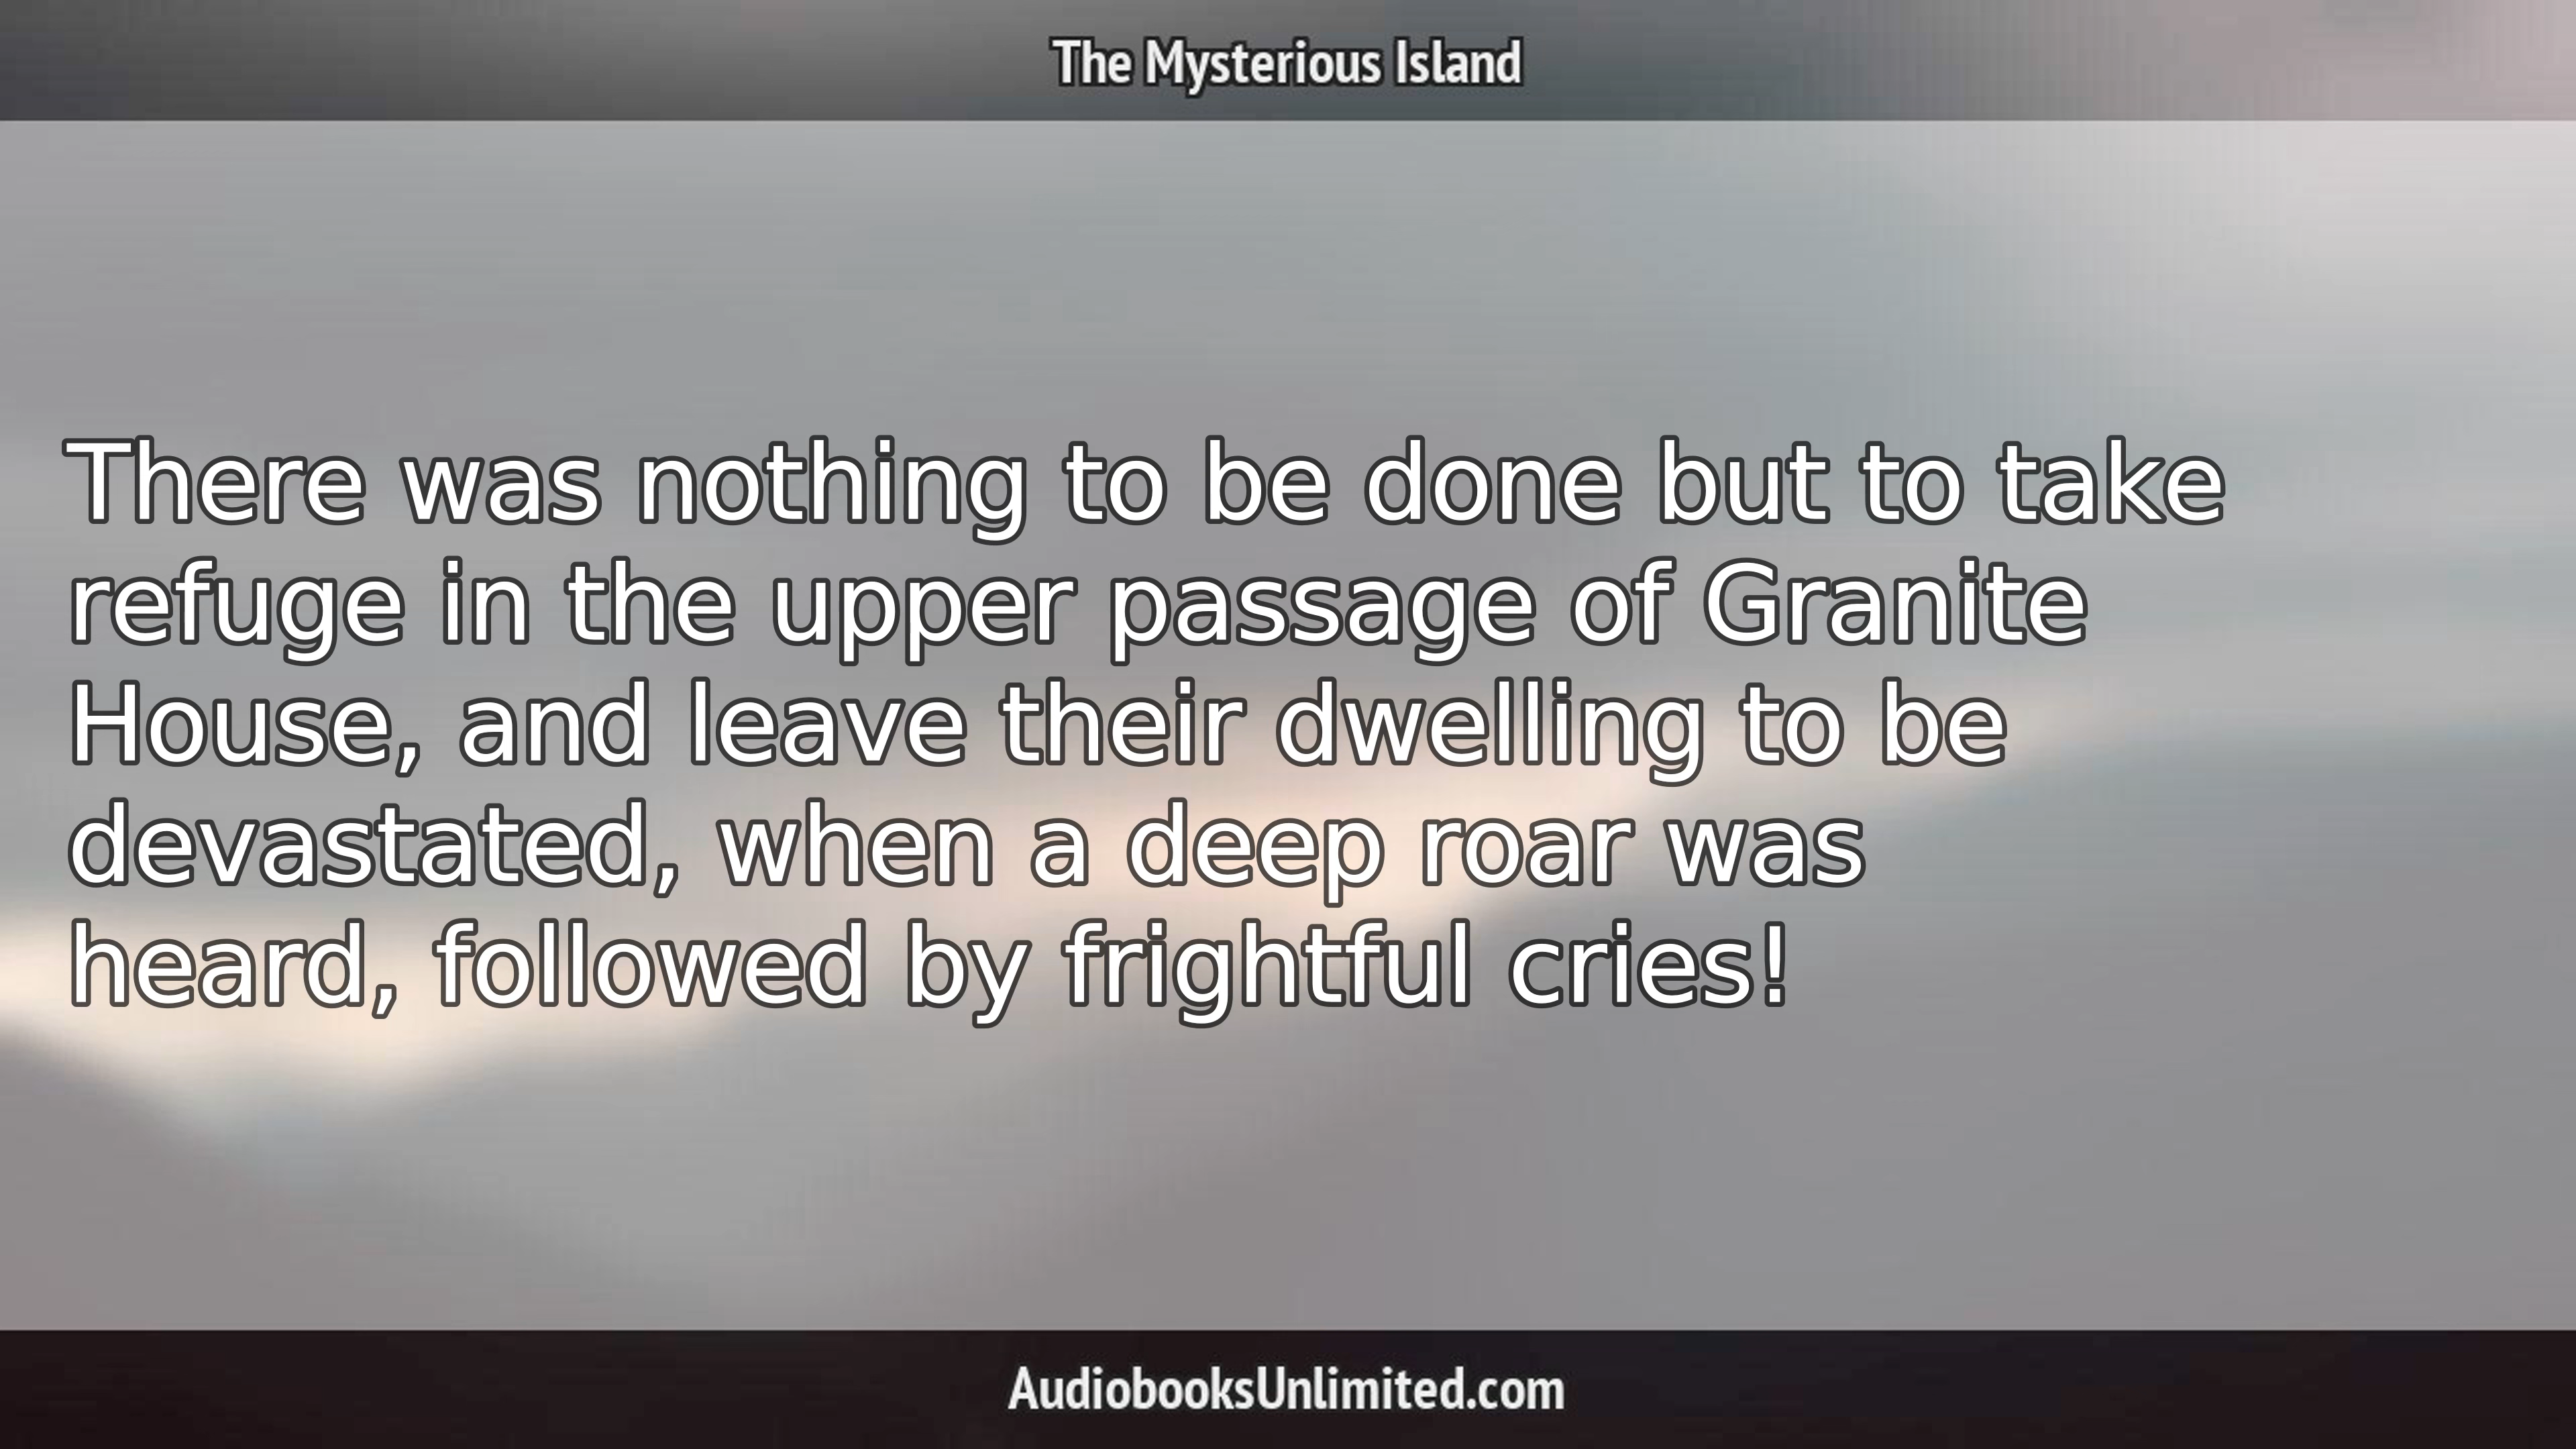 The Mysterious Island
There was nothing to be done but to take
refuge in the upper passage of Granite
House, and leave their dwelling to be
devastated, when a deep roar was
heard, followed by frightful cries!
AudiobooksUnlimited.com